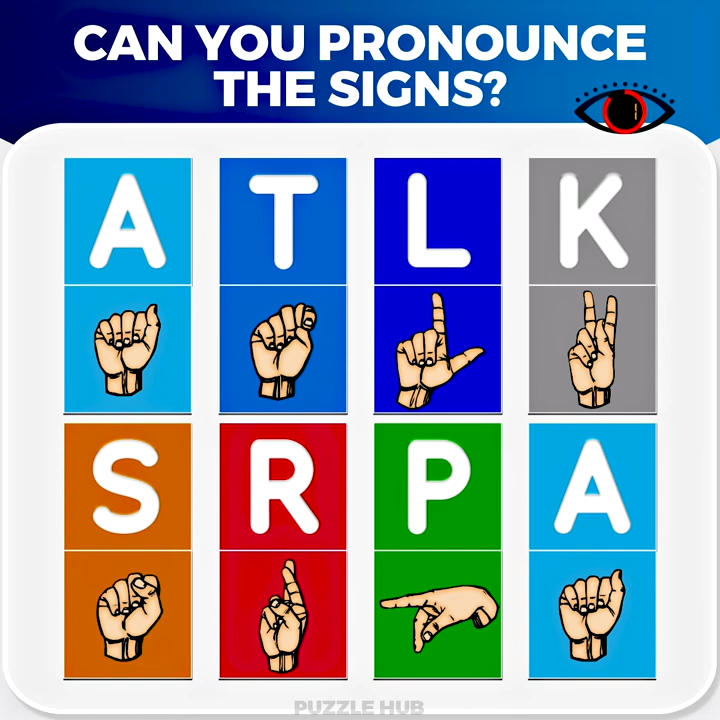 CAN YOU PRONOUNCE
THE SIGNS?
A T L K
S R P A
PUZZLE HUB